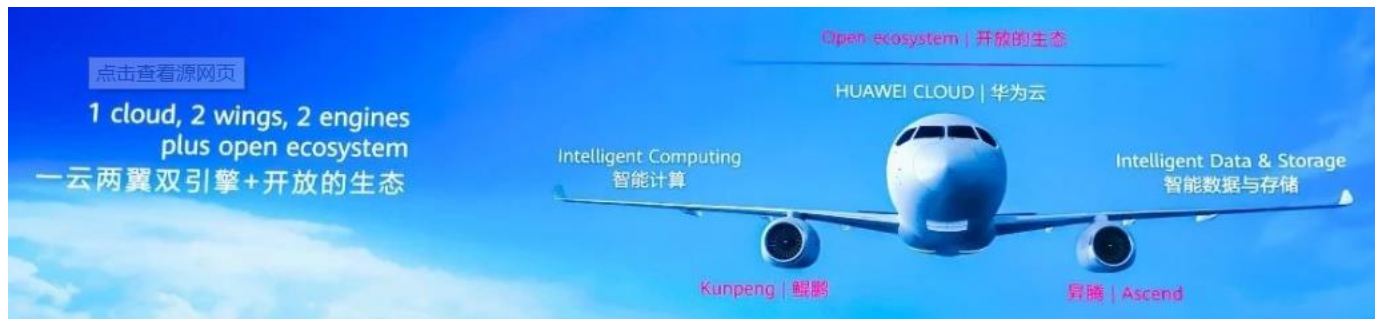 点击查看源网页
1 cloud, 2 wings, 2 engines
plus open ecosystem
一云两翼双引擎+开放的生态
Open ecosystem | 开放的生态
HUAWEI CLOUD | 华为云
Intelligent Computing
智能计算
Intelligent Data & Storage
智能数据与存储
Kunpeng | 鲲鹏
昇腾 | Ascend